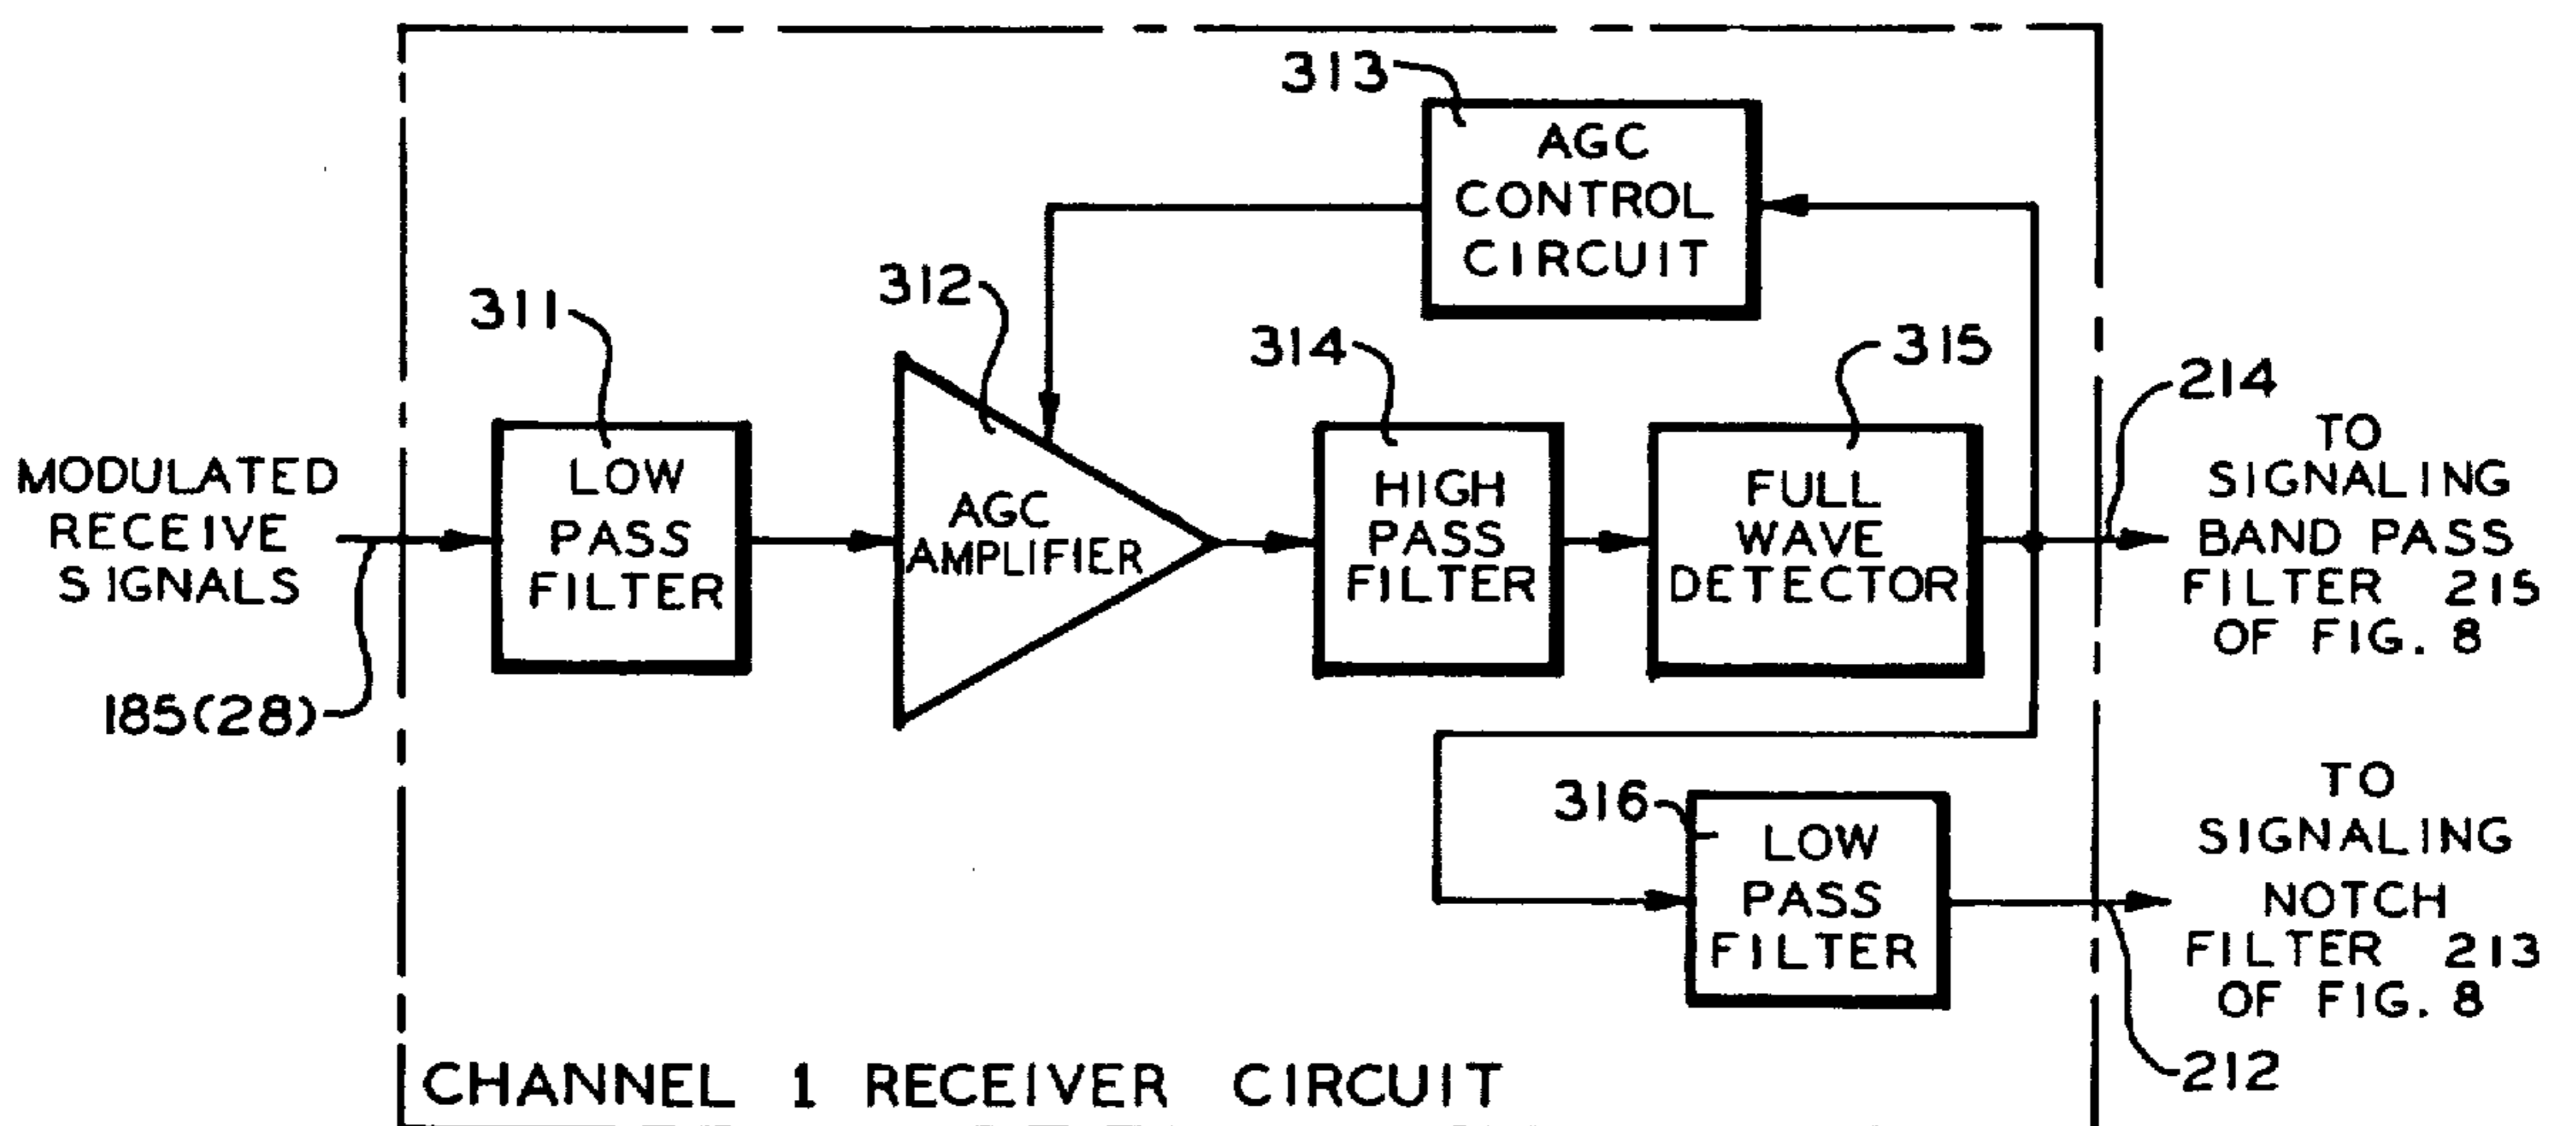 313
AGC
CONTROL
CIRCUIT
312
311
314
315
214
MODULATED
RECEIVE
SIGNALS
LOW
PASS
FILTER
AGC
AMPLIFIER
HIGH
PASS
FILTER
FULL
WAVE
DETECTOR
TO
SIGNALING
BAND PASS
FILTER 215
OF FIG. 8
185(28)
316
LOW
PASS
FILTER
TO
SIGNALING
NOTCH
FILTER 213
OF FIG. 8
212
CHANNEL 1 RECEIVER CIRCUIT